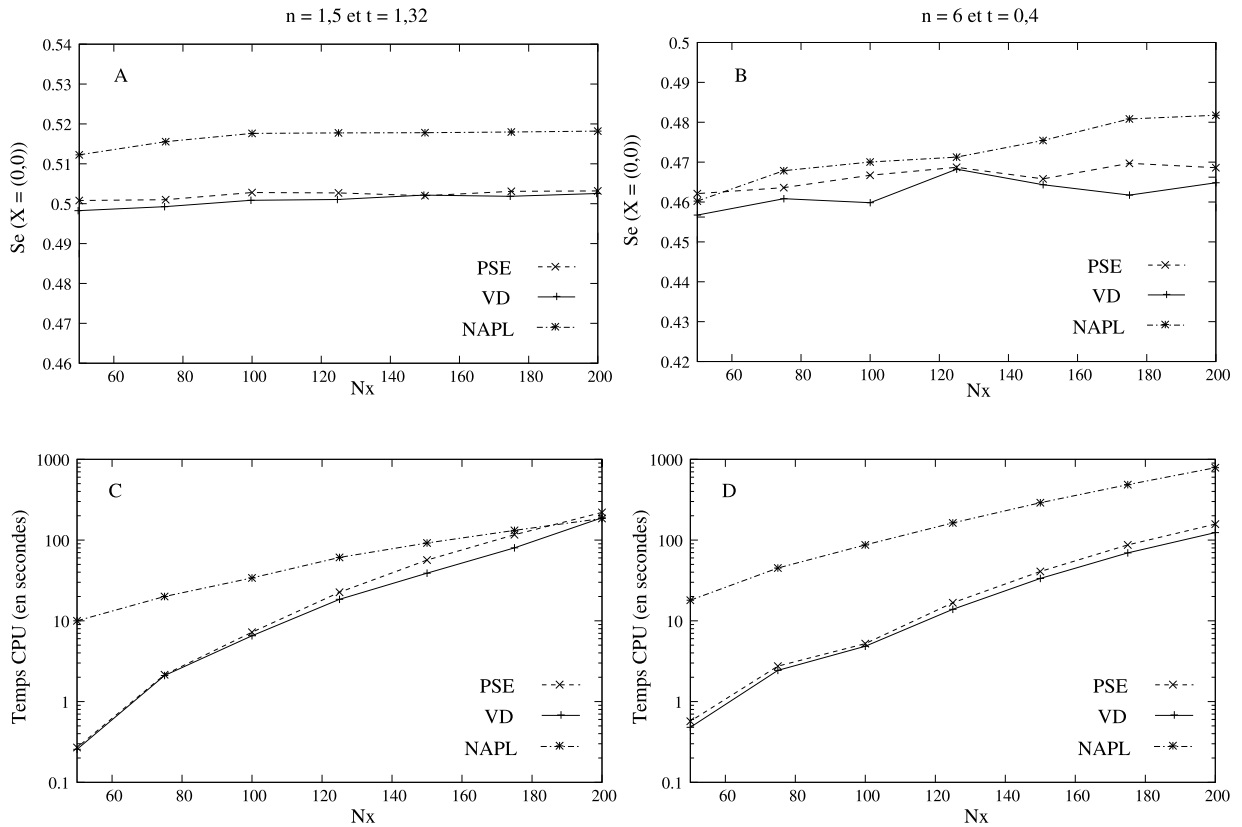 n = 1,5 et t = 1,32
n = 6 et t = 0,4
A
Se (X = (0,0))
0.54
0.53
0.52
0.51
0.5
0.49
0.48
0.47
0.46
PSE
VD
NAPL
60 80 100 120 140 160 180 200
Nx
B
Se (X = (0,0))
0.5
0.49
0.48
0.47
0.46
0.45
0.44
0.43
0.42
PSE
VD
NAPL
60 80 100 120 140 160 180 200
Nx
C
Temps CPU (en secondes)
1000
100
10
1
0.1
PSE
VD
NAPL
60 80 100 120 140 160 180 200
Nx
D
Temps CPU (en secondes)
1000
100
10
1
0.1
PSE
VD
NAPL
60 80 100 120 140 160 180 200
Nx